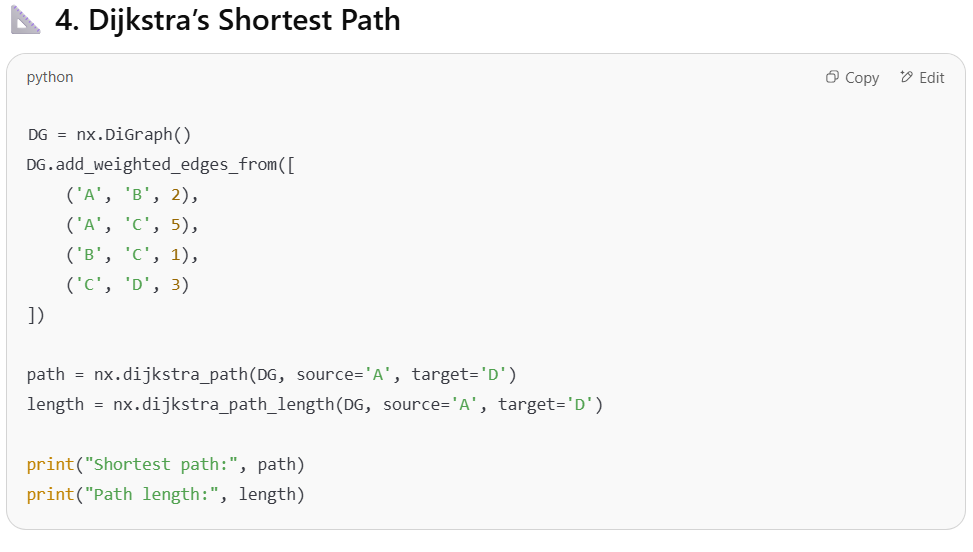 4. Dijkstra’s Shortest Path
python
Copy
Edit
DG = nx.DiGraph()
DG.add_weighted_edges_from([
    ('A', 'B', 2),
    ('A', 'C', 5),
    ('B', 'C', 1),
    ('C', 'D', 3)
])
path = nx.dijkstra_path(DG, source='A', target='D')
length = nx.dijkstra_path_length(DG, source='A', target='D')
print("Shortest path:", path)
print("Path length:", length)